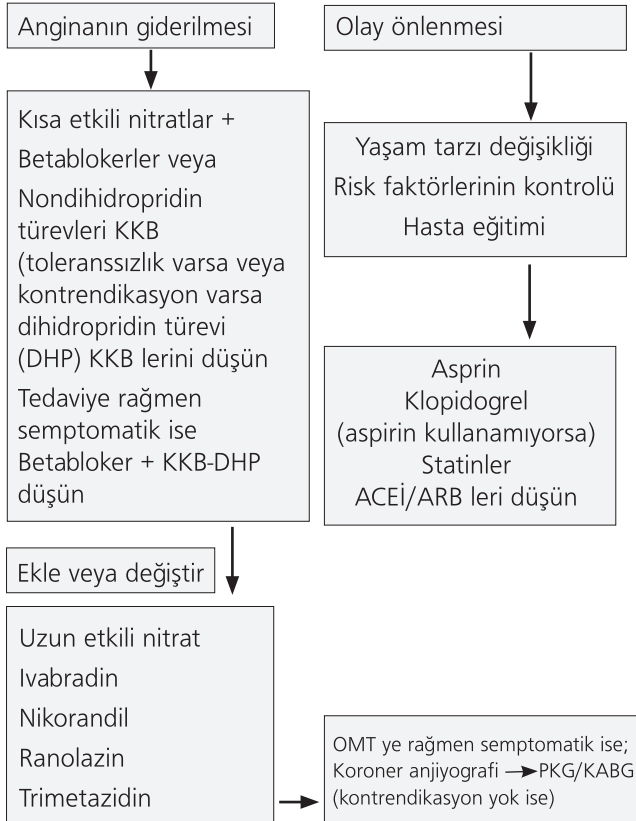 Anginanın giderilmesi
Kısa etkili nitratlar +
Betablokerler veya
Nondihidropridin
türevleri KKB
(toleranssızlık varsa veya
kontrendikasyon varsa
dihidropridin türevi
(DHP) KKB lerini düşün
Tedaviye rağmen
semptomatik ise
Betabloker + KKB-DHP
düşün
Ekle veya değiştir
Uzun etkili nitrat
Ivabradin
Nikorandil
Ranolazin
Trimetazidin
Olay önlenmesi
Yaşam tarzı değişikliği
Risk faktörlerinin kontrolü
Hasta eğitimi
Asprin
Klopidogrel
(aspirin kullanamıyorsa)
Statinler
ACEİ/ARB leri düşün
OMT ye rağmen semptomatik ise;
Koroner anjiyografi → PKG/KABG
(kontrendikasyon yok ise)